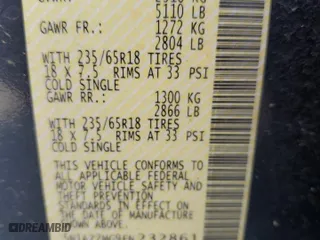 5110 LB
GAWR FR.: 1272 KG
2804 LB
WITH 235/65R18 TIRES
18 X 7.5 RIMS AT 33 PSI
COLD SINGLE
GAWR RR.: 1300 KG
2866 LB
WITH 235/65R18 TIRES
18 X 7.5 RIMS AT 33 PSI
COLD SINGLE
THIS VEHICLE CONFORMS TO
ALL APPLICABLE FEDERAL
MOTOR VEHICLE SAFETY AND
THEFT PREVENTION
STANDARDS IN EFFECT ON
THE DATE OF MANUFACTURE
SHOWN ABOVE.